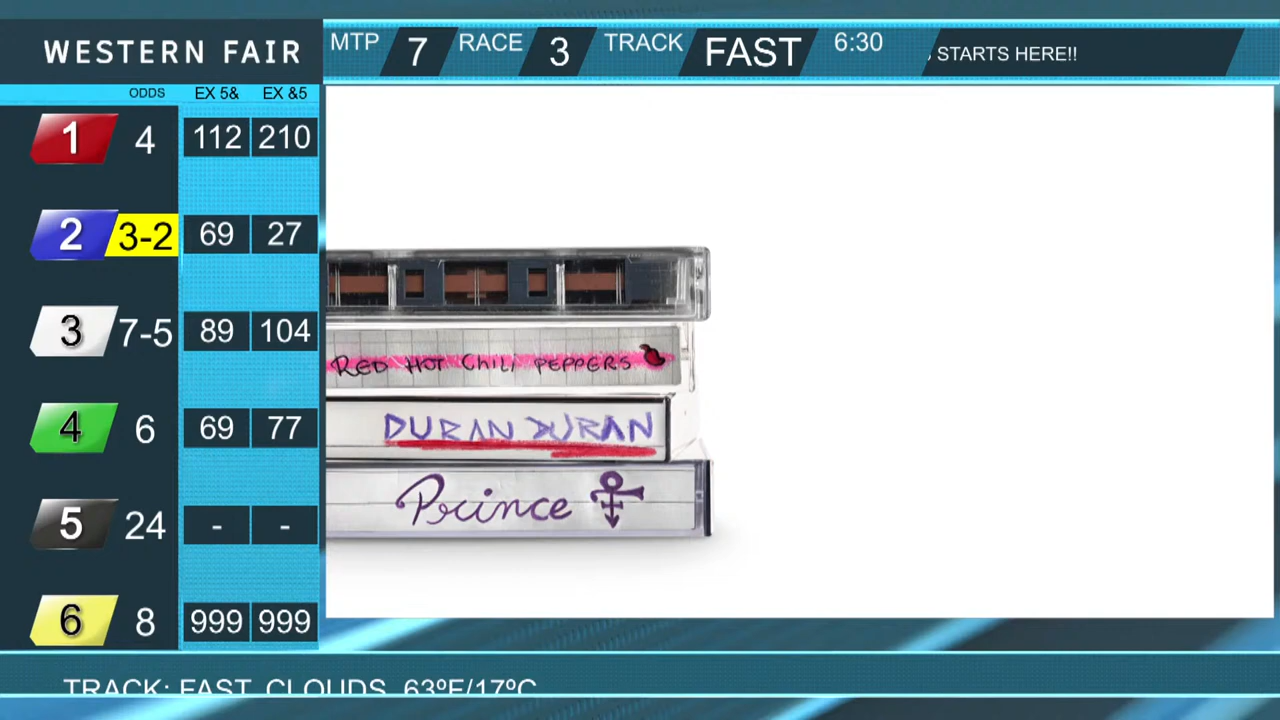 WESTERN FAIR
MTP 7 RACE 3 TRACK FAST 6:30
STARTS HERE!!
ODDS EX 5& EX &5
1 4 112 210
2 3-2 69 27
3 7-5 89 104
4 6 69 77
5 24 - -
6 8 999 999
RED HOT CHILI PEPPERS
DURAN DURAN
Prince
TRACK: FAST CLOUDS 63ºF/17ºC